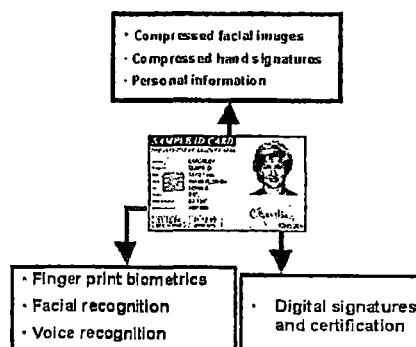 · Compressed facial images
· Compressed hand signatures
· Personal information
SAMPLE ID CARD
· Finger print biometrics
· Facial recognition
· Voice recognition
· Digital signatures
and certification